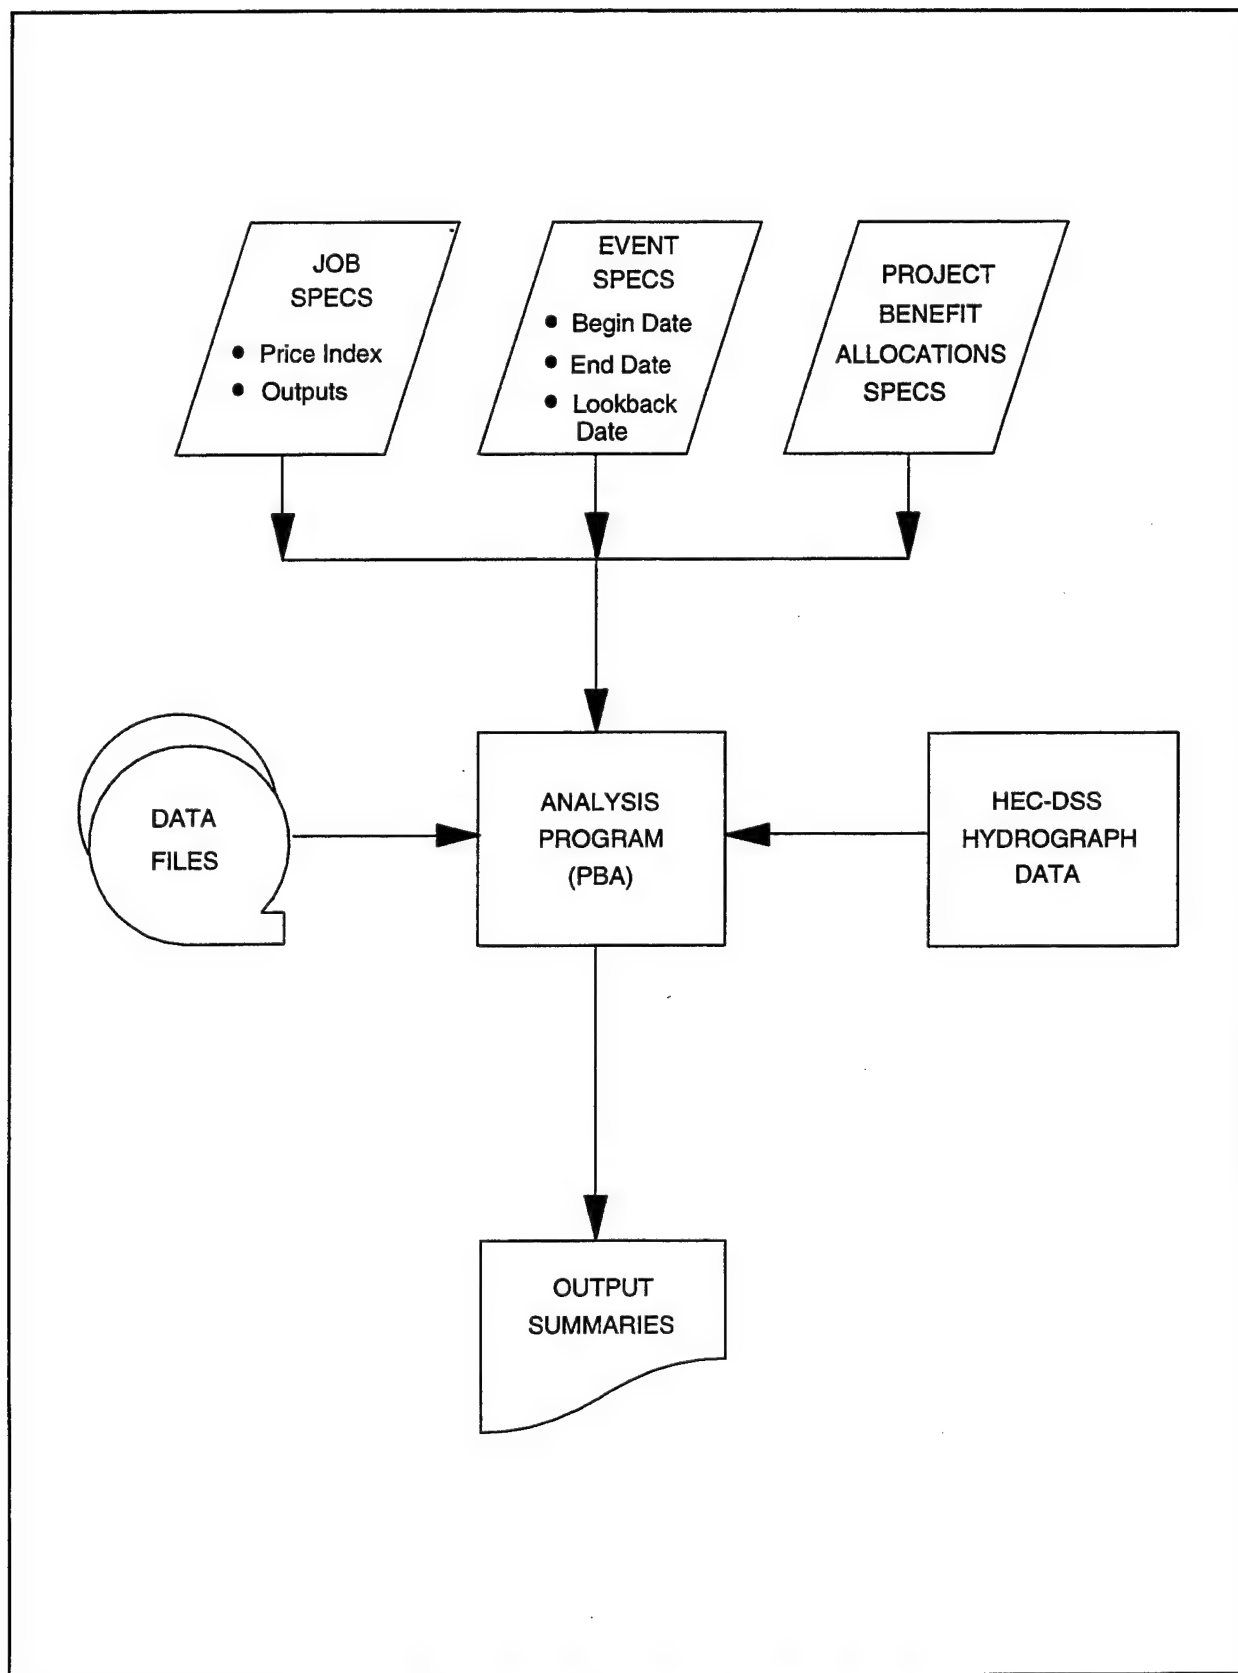 JOB
SPECS
• Price Index
• Outputs
EVENT
SPECS
• Begin Date
• End Date
• Lookback
Date
PROJECT
BENEFIT
ALLOCATIONS
SPECS
DATA
FILES
ANALYSIS
PROGRAM
(PBA)
HEC-DSS
HYDROGRAPH
DATA
OUTPUT
SUMMARIES